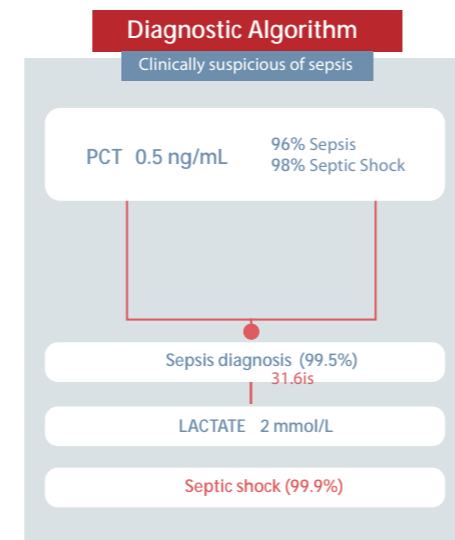 Diagnostic Algorithm
Clinically suspicious of sepsis
PCT 0.5 ng/mL
96% Sepsis
98% Septic Shock
Sepsis diagnosis (99.5%)
31.6is
LACTATE 2 mmol/L
Septic shock (99.9%)